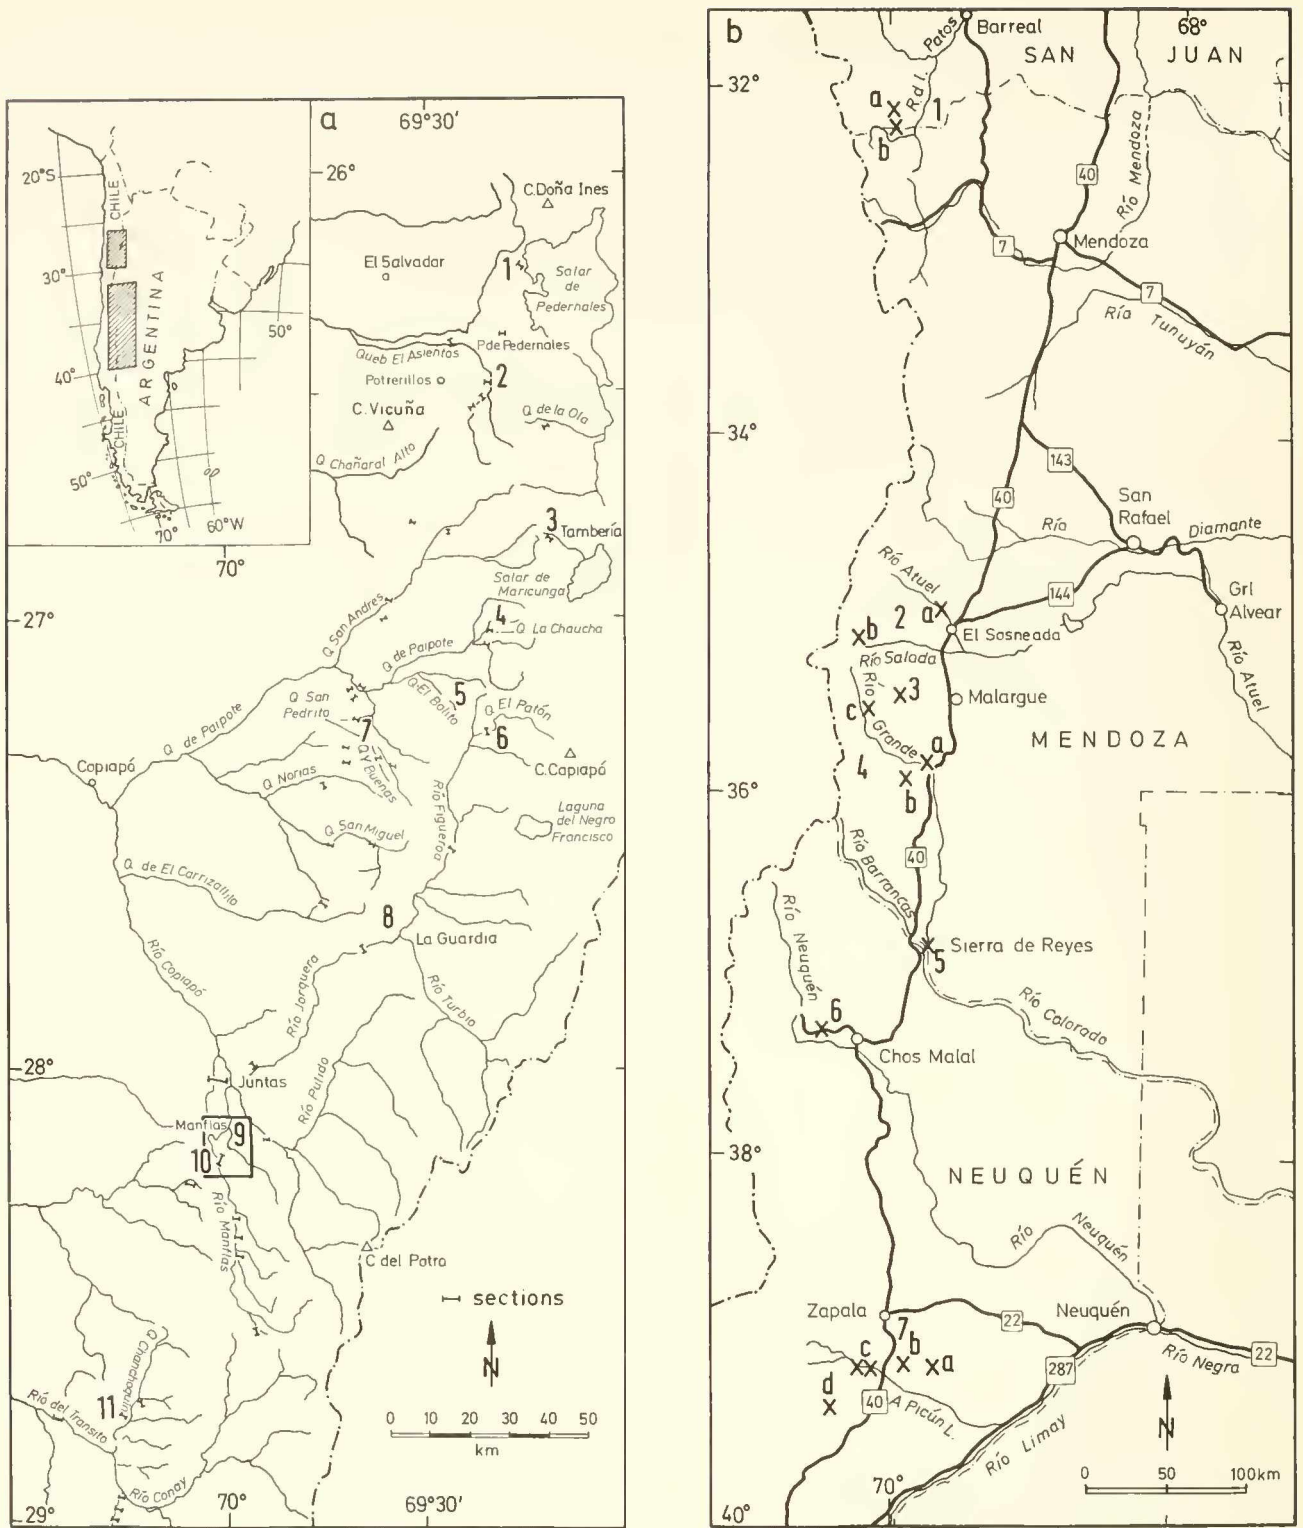 a
69°30'
26°
20°S
CHILE
30°
ARGENTINA
50°
40°
CHILE
50°
60°W
70°
70°
C. Doña Ines
El Salvador
1
Salar
de
Pedernales
P.de Pedernales
Queb El Asientos
Potrerillos
2
C. Vicuña
Q de la Ola
Q Chañaral Alto
3
Tambería
Salar de
Maricunga
27°
4
Q La Chaucha
Q San Andres
Q de Paipote
Q El Bolito
5
Q San
Pedrito
Q El Patón
6
7
Q de Paipote
C. Copiapó
Copiapó
Q Norias
Q Y Buenas
Río Figueroa
Laguna
del Negro
Francisco
Q San Miguel
Q. de El Carrizalillo
8
La Guardia
Río Copiapó
Río Jorquera
Río Turbio
28°
Juntas
Río Pulido
Manflas
9
10
Río Manflas
C del Potro
sections
N
Q Chanchoquin
Río del Transito
11
0 10 20 30 40 50
km
Río Conay
29°
70°
69°30'
b
Patos
Barreal
68°
SAN JUAN
32°
a
R.d.l.
1
b
40
Río Mendoza
7
Mendoza
7
Ría Tunuyán
34°
143
40
San
Rafael
Ría Diamante
Río Atuel
144
Grl
Alvear
a
2
b
El Sosneada
Río Salada
Río Atuel
3
Río Grande
c
Malargue
MENDOZA
a
4
b
36°
40
Río Barrancas
Río Neuquén
Sierra de Reyes
5
6
Río Colorado
Chos Malal
38°
NEUQUÉN
Río Neuquén
Zapala
22
Neuquén
7
c b a
287
Río Negra
22
d
40
A Picún L.
N
Río Limay
70°
0 50 100km
40°